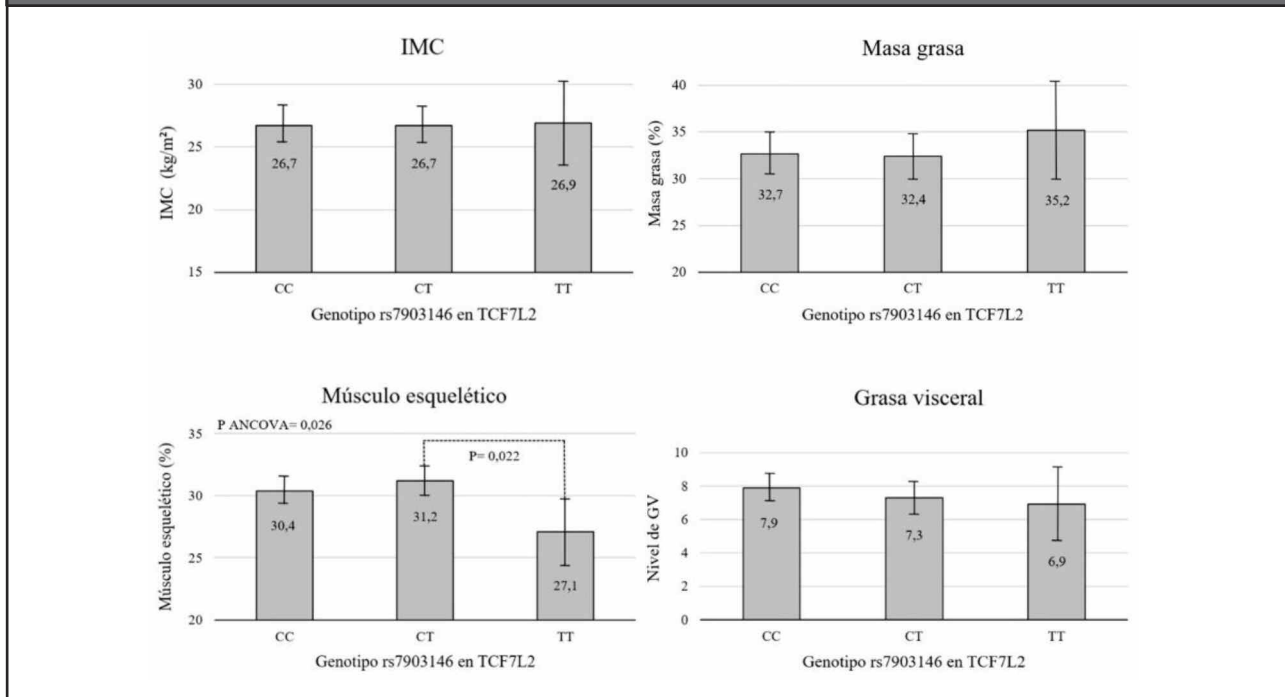 IMC
IMC (kg/m²)
30
25
20
15
26,7
26,7
26,9
CC
CT
TT
Genotipo rs7903146 en TCF7L2
Masa grasa
Masa grasa (%)
40
35
30
25
20
32,7
32,4
35,2
CC
CT
TT
Genotipo rs7903146 en TCF7L2
Músculo esquelético
P ANCOVA= 0,026
P= 0,022
Músculo esquelético (%)
35
30
25
20
30,4
31,2
27,1
CC
CT
TT
Genotipo rs7903146 en TCF7L2
Grasa visceral
Nivel de GV
10
8
6
4
2
0
7,9
7,3
6,9
CC
CT
TT
Genotipo rs7903146 en TCF7L2